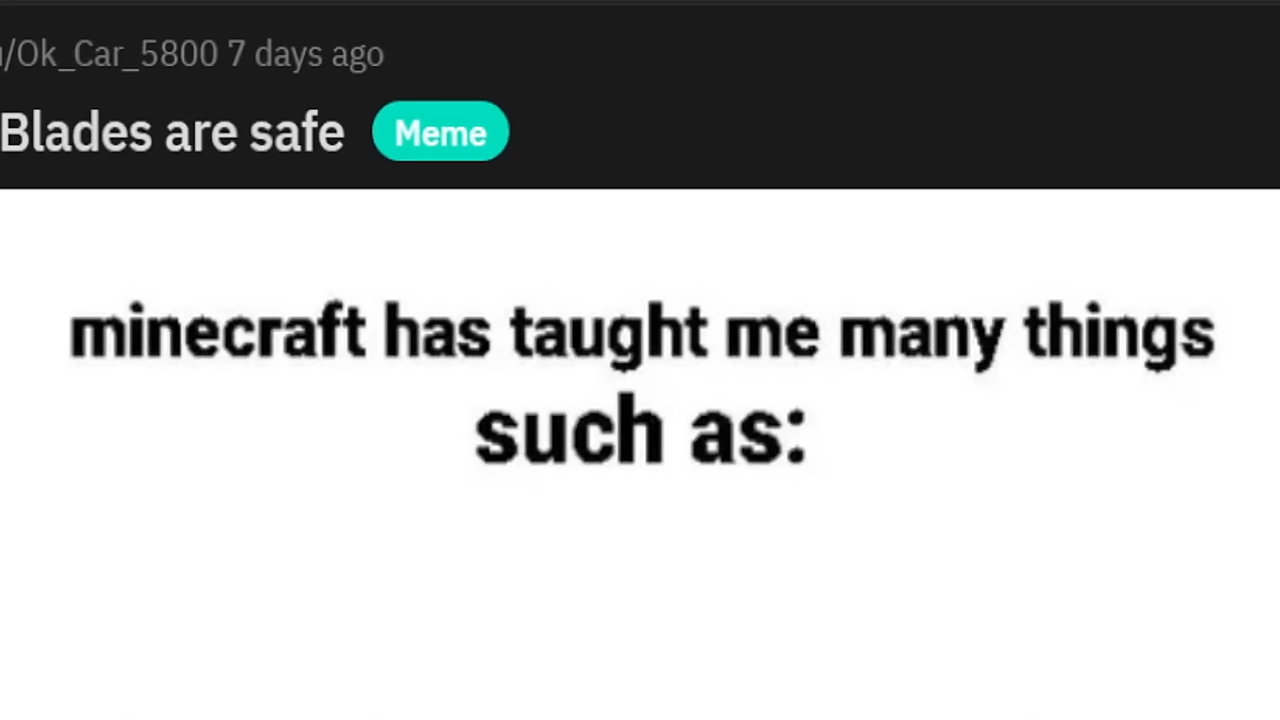 /Ok_Car_5800 7 days ago
Blades are safe Meme
minecraft has taught me many things
such as: